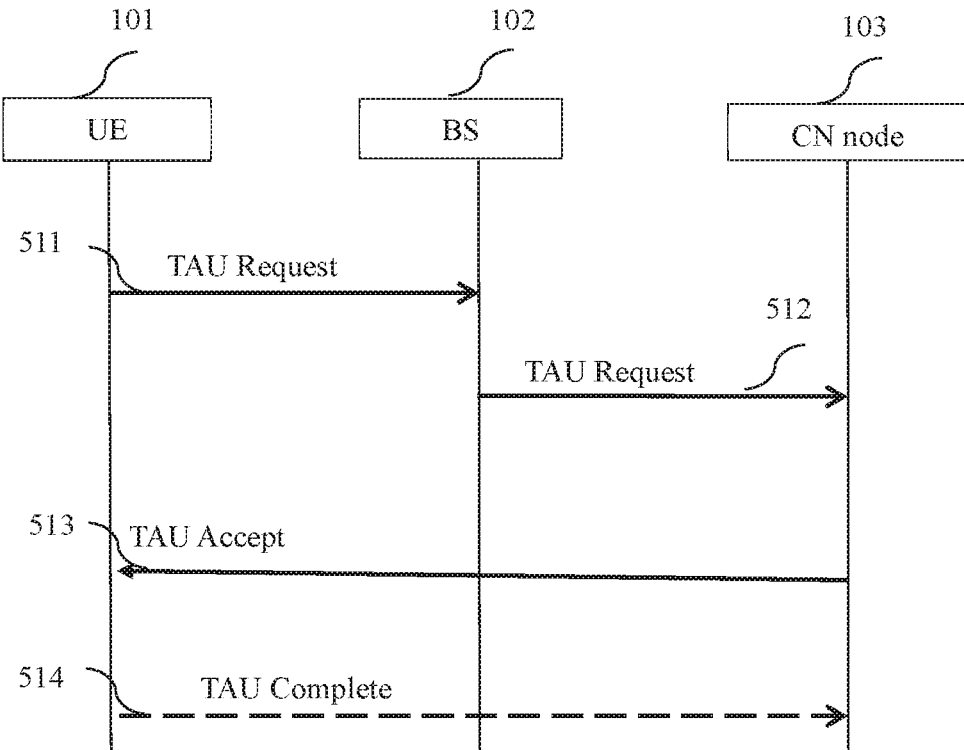 101
102
103
UE
BS
CN node
511
TAU Request
512
TAU Request
513
TAU Accept
514
TAU Complete